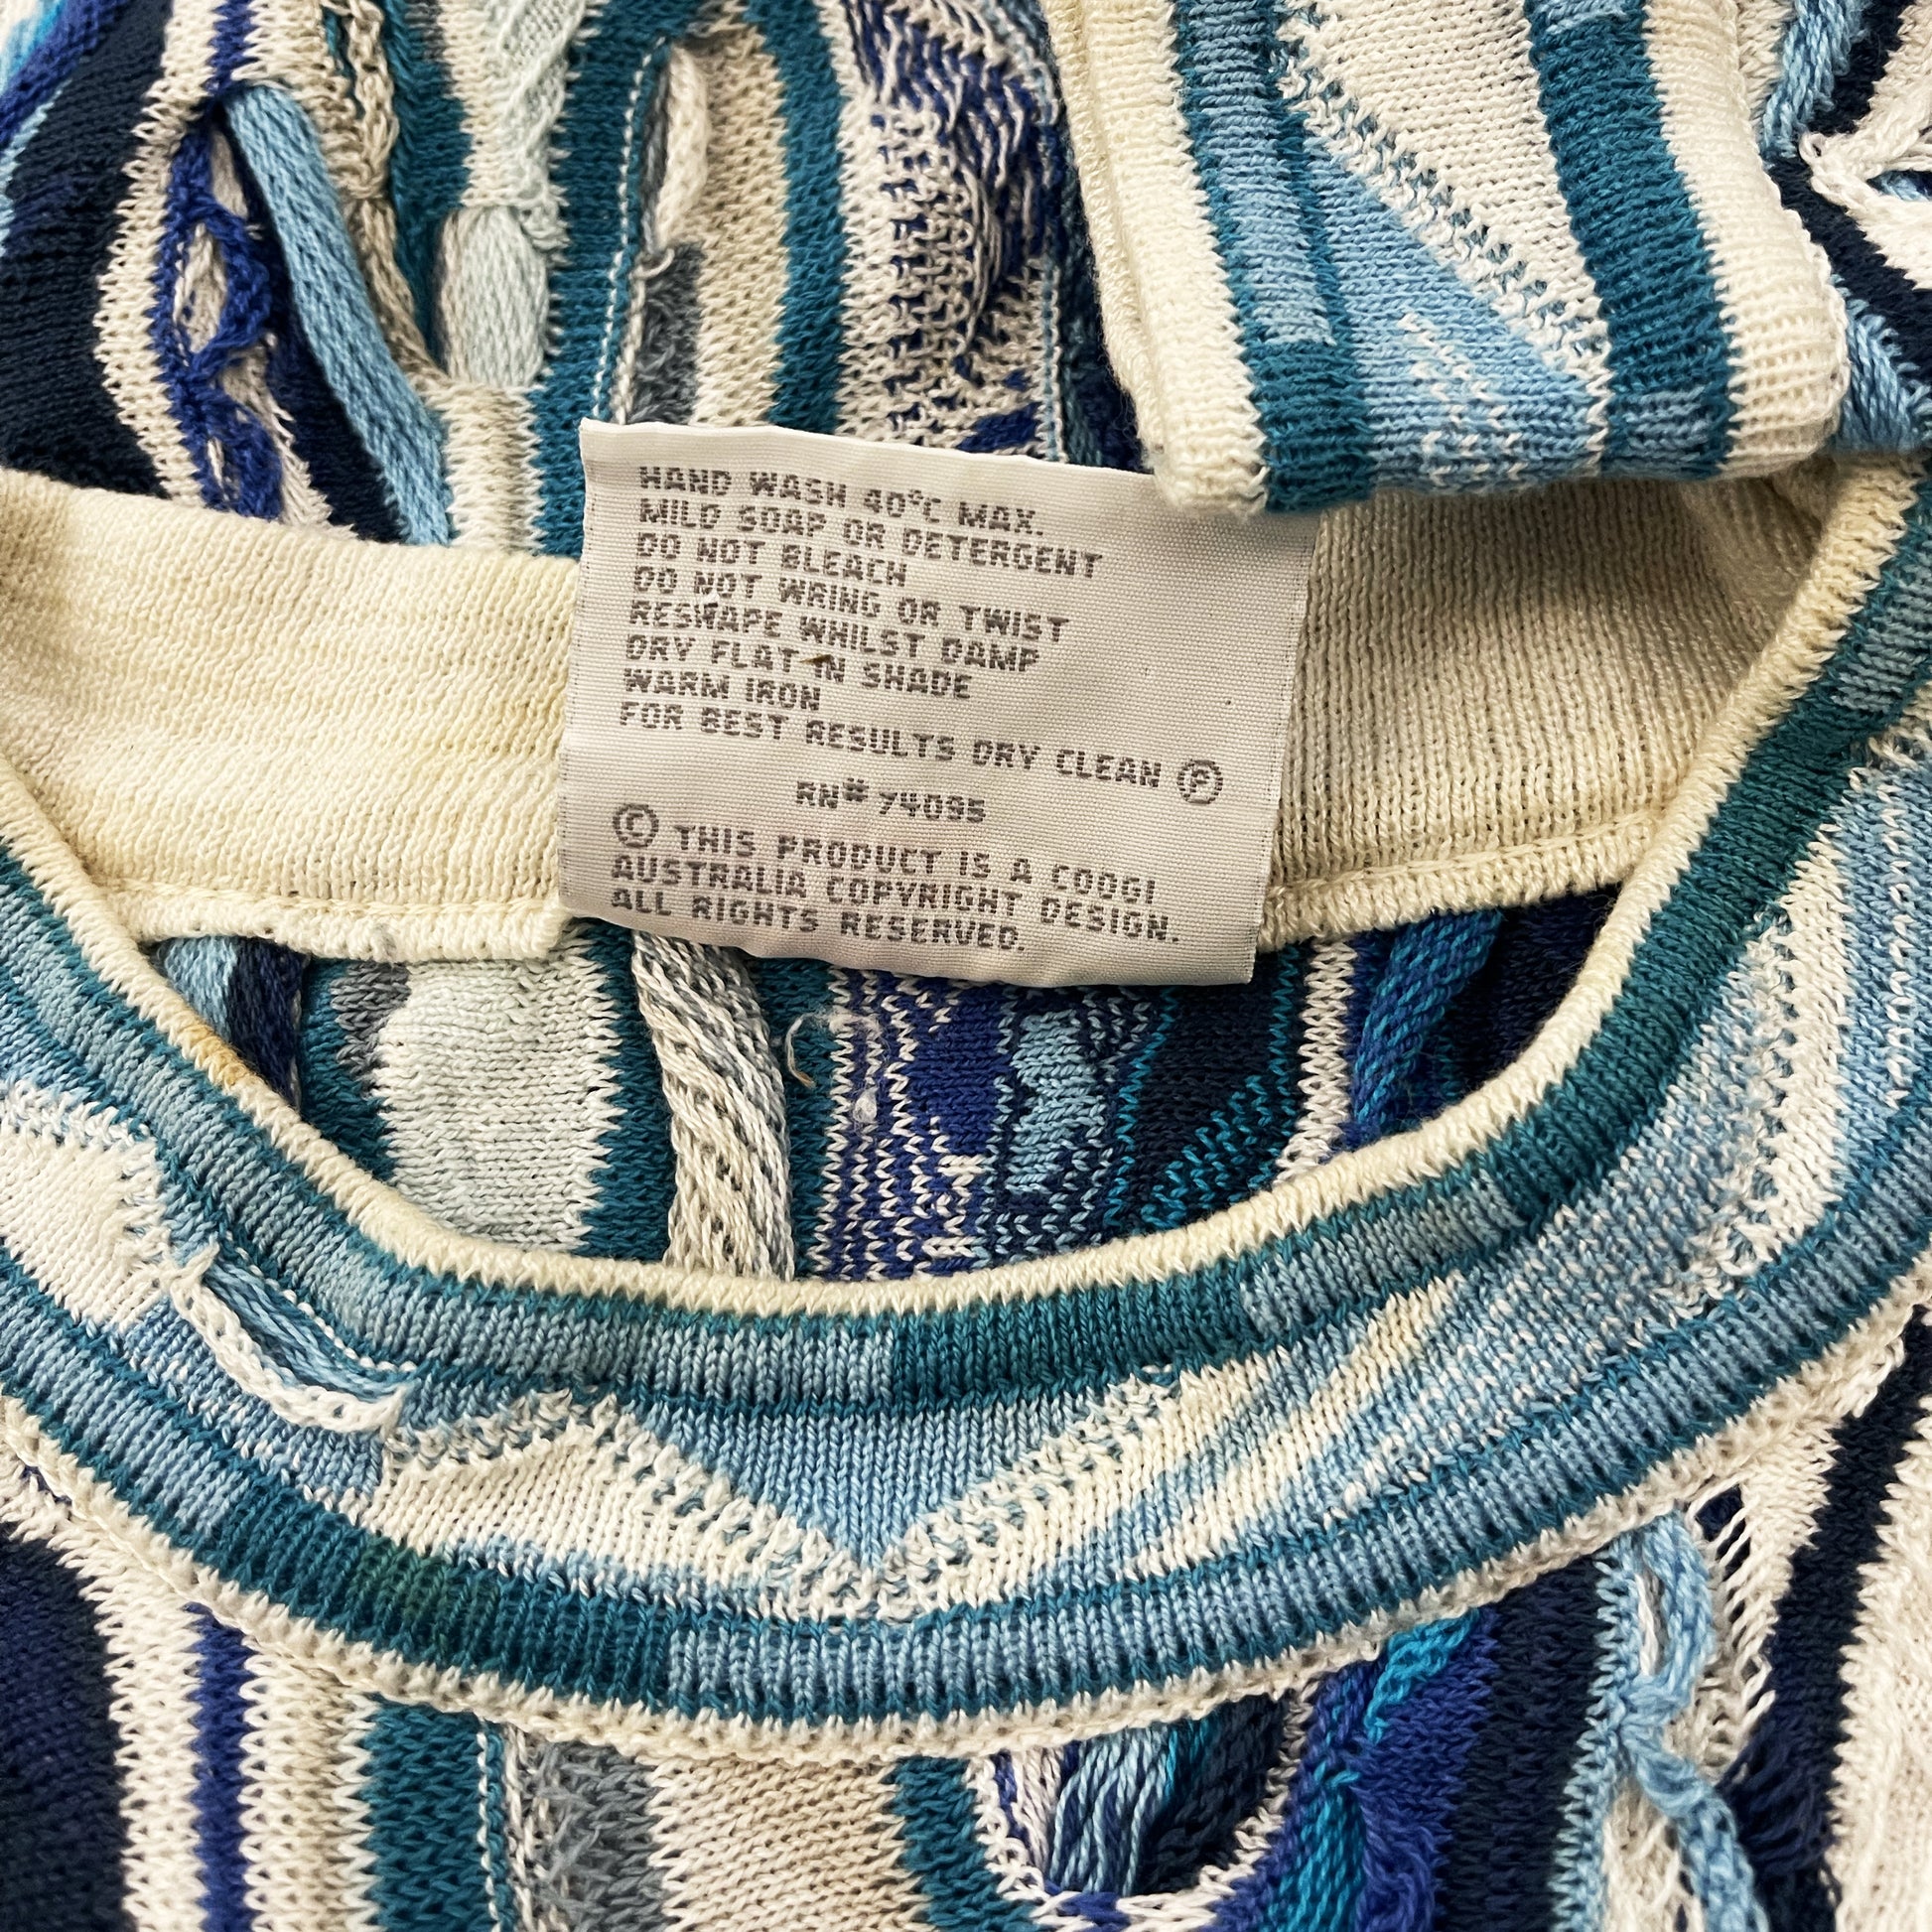 HAND WASH 40°C MAX.
MILD SOAP OR DETERGENT
DO NOT BLEACH
DO NOT WRING OR TWIST
RESHAPE WHILST DAMP
DRY FLAT IN SHADE
WARM IRON
FOR BEST RESULTS DRY CLEAN Ⓟ
RN# 74095
© THIS PRODUCT IS A COOGI
AUSTRALIA COPYRIGHT DESIGN.
ALL RIGHTS RESERVED.